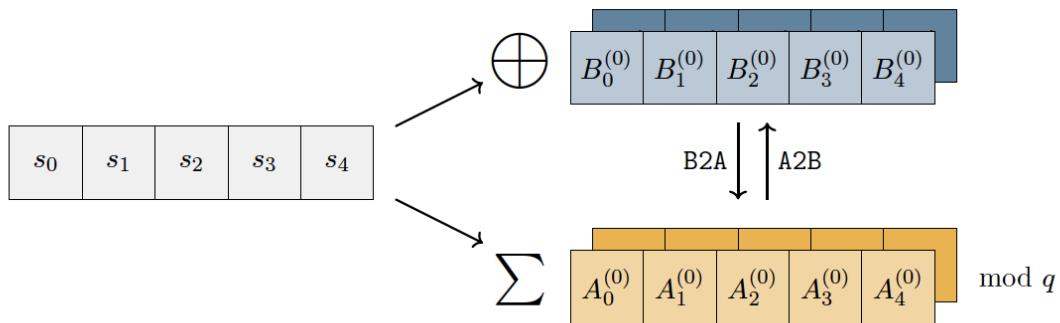 ⊕ B₀⁽⁰⁾ B₁⁽⁰⁾ B₂⁽⁰⁾ B₃⁽⁰⁾ B₄⁽⁰⁾
s₀ s₁ s₂ s₃ s₄
B2A A2B
∑ A₀⁽⁰⁾ A₁⁽⁰⁾ A₂⁽⁰⁾ A₃⁽⁰⁾ A₄⁽⁰⁾ mod q